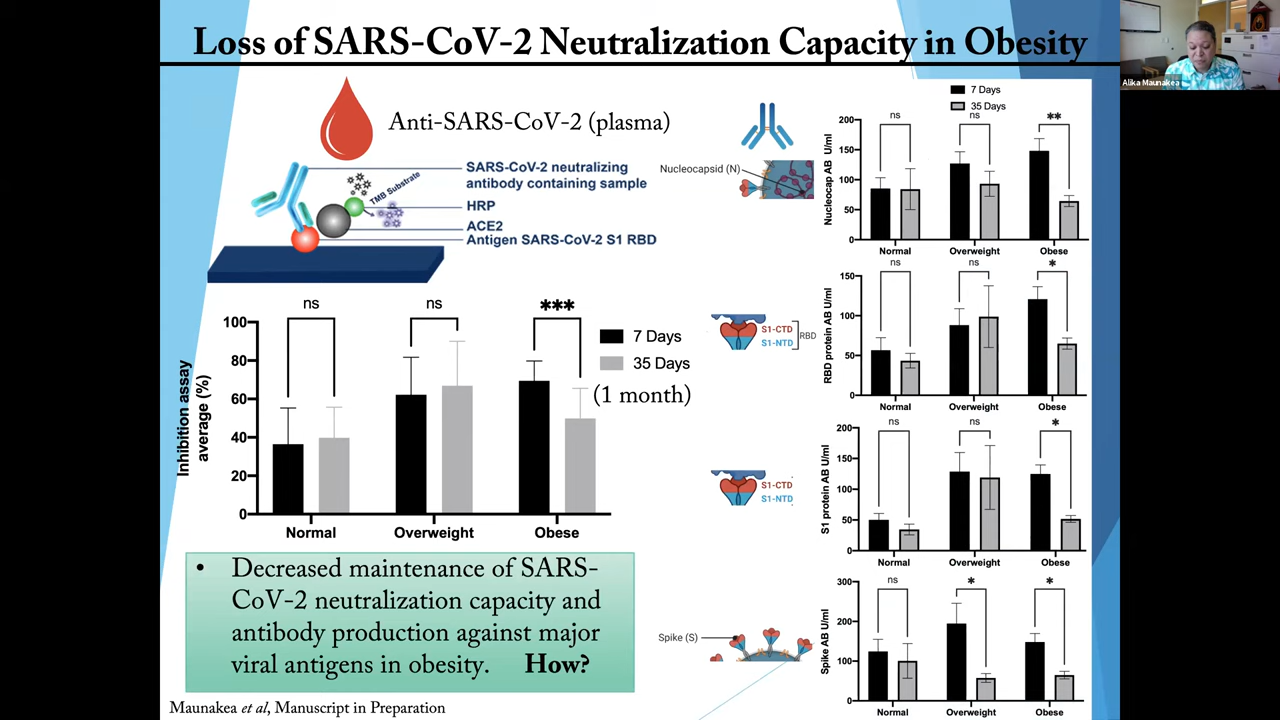 Loss of SARS-CoV-2 Neutralization Capacity in Obesity
Alika Maunakea
Anti-SARS-CoV-2 (plasma)
SARS-CoV-2 neutralizing
antibody containing sample
TMB Substrate
HRP
ACE2
Antigen SARS-CoV-2 S1 RBD
ns
ns
***
100
80
60
40
20
0
Inhibition assay
average (%)
Normal
Overweight
Obese
7 Days
35 Days
(1 month)
• Decreased maintenance of SARS-
CoV-2 neutralization capacity and
antibody production against major
viral antigens in obesity. How?
Maunakea et al, Manuscript in Preparation
7 Days
35 Days
Nucleocapsid (N)
Nucleocap AB U/ml
200
150
100
50
0
ns
ns
**
Normal
Overweight
Obese
S1-CTD
S1-NTD
RBD
RBD protein AB U/ml
150
100
50
0
ns
ns
*
Normal
Overweight
Obese
S1-CTD
S1-NTD
S1 protein AB U/ml
200
150
100
50
0
ns
ns
*
Normal
Overweight
Obese
Spike (S)
Spike AB U/ml
300
200
100
0
ns
*
*
Normal
Overweight
Obese